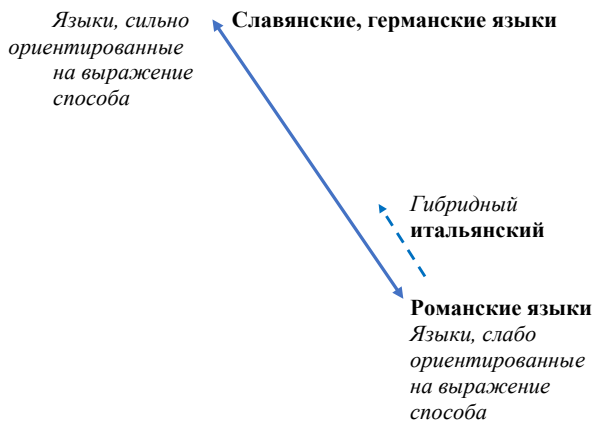 Языки, сильно
ориентированные
на выражение
способа
Славянские, германские языки
Гибридный
итальянский
Романские языки
Языки, слабо
ориентированные
на выражение
способа